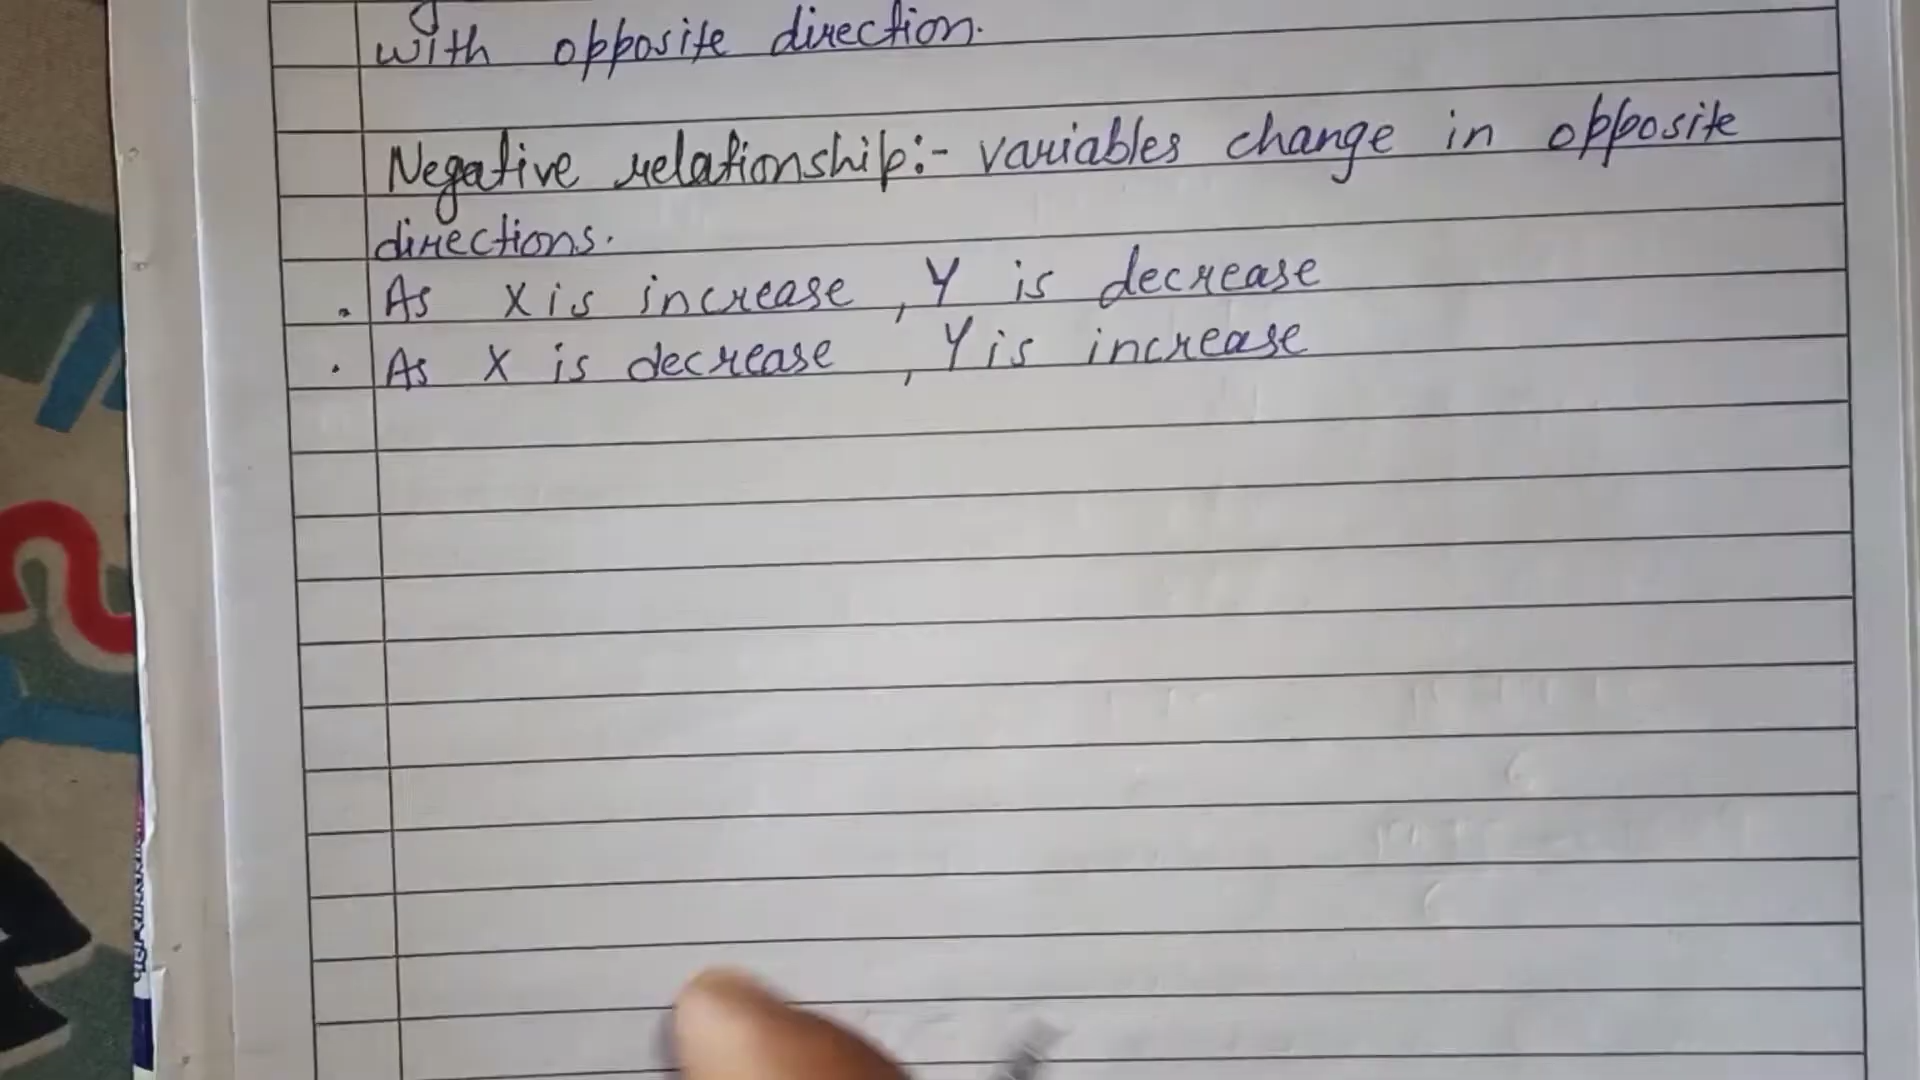 with opposite direction.
Negative relationship:- variables change in opposite
directions.
. As X is increase , Y is decrease
. As X is decrease , Y is increase